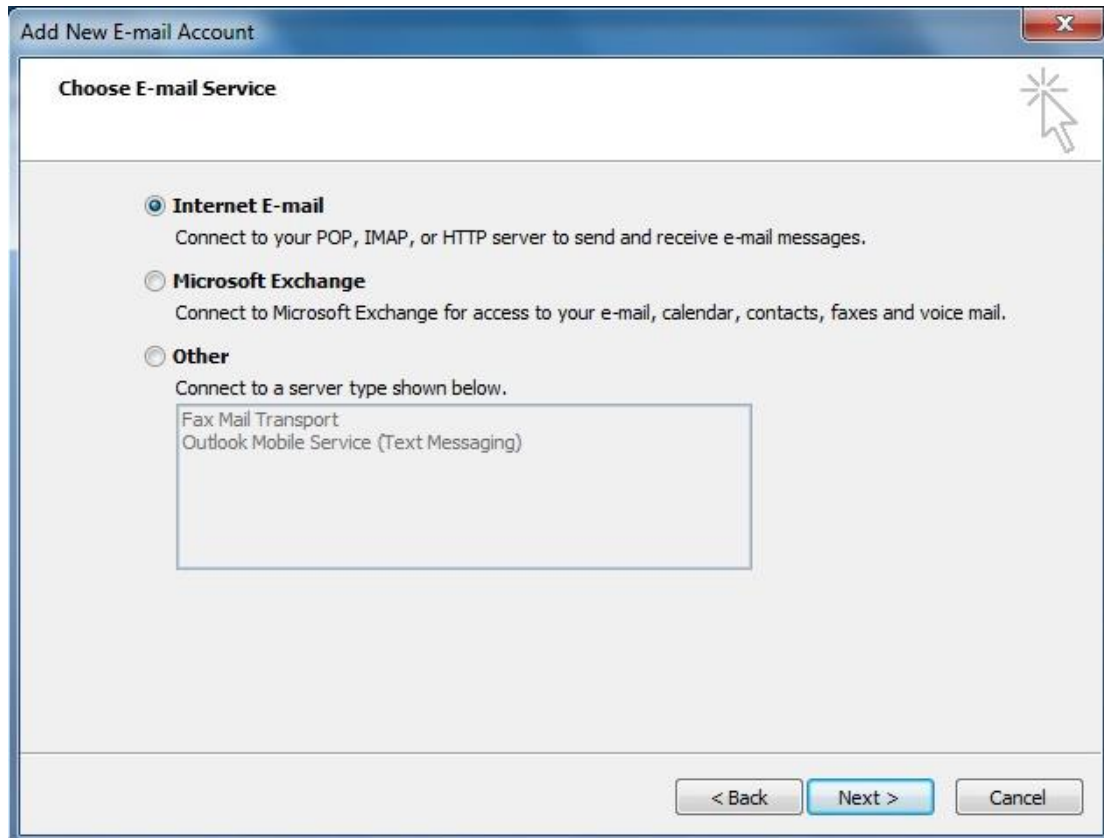 Add New E-mail Account
Choose E-mail Service
Internet E-mail
Connect to your POP, IMAP, or HTTP server to send and receive e-mail messages.
Microsoft Exchange
Connect to Microsoft Exchange for access to your e-mail, calendar, contacts, faxes and voice mail.
Other
Connect to a server type shown below.
Fax Mail Transport
Outlook Mobile Service (Text Messaging)
< Back Next > Cancel